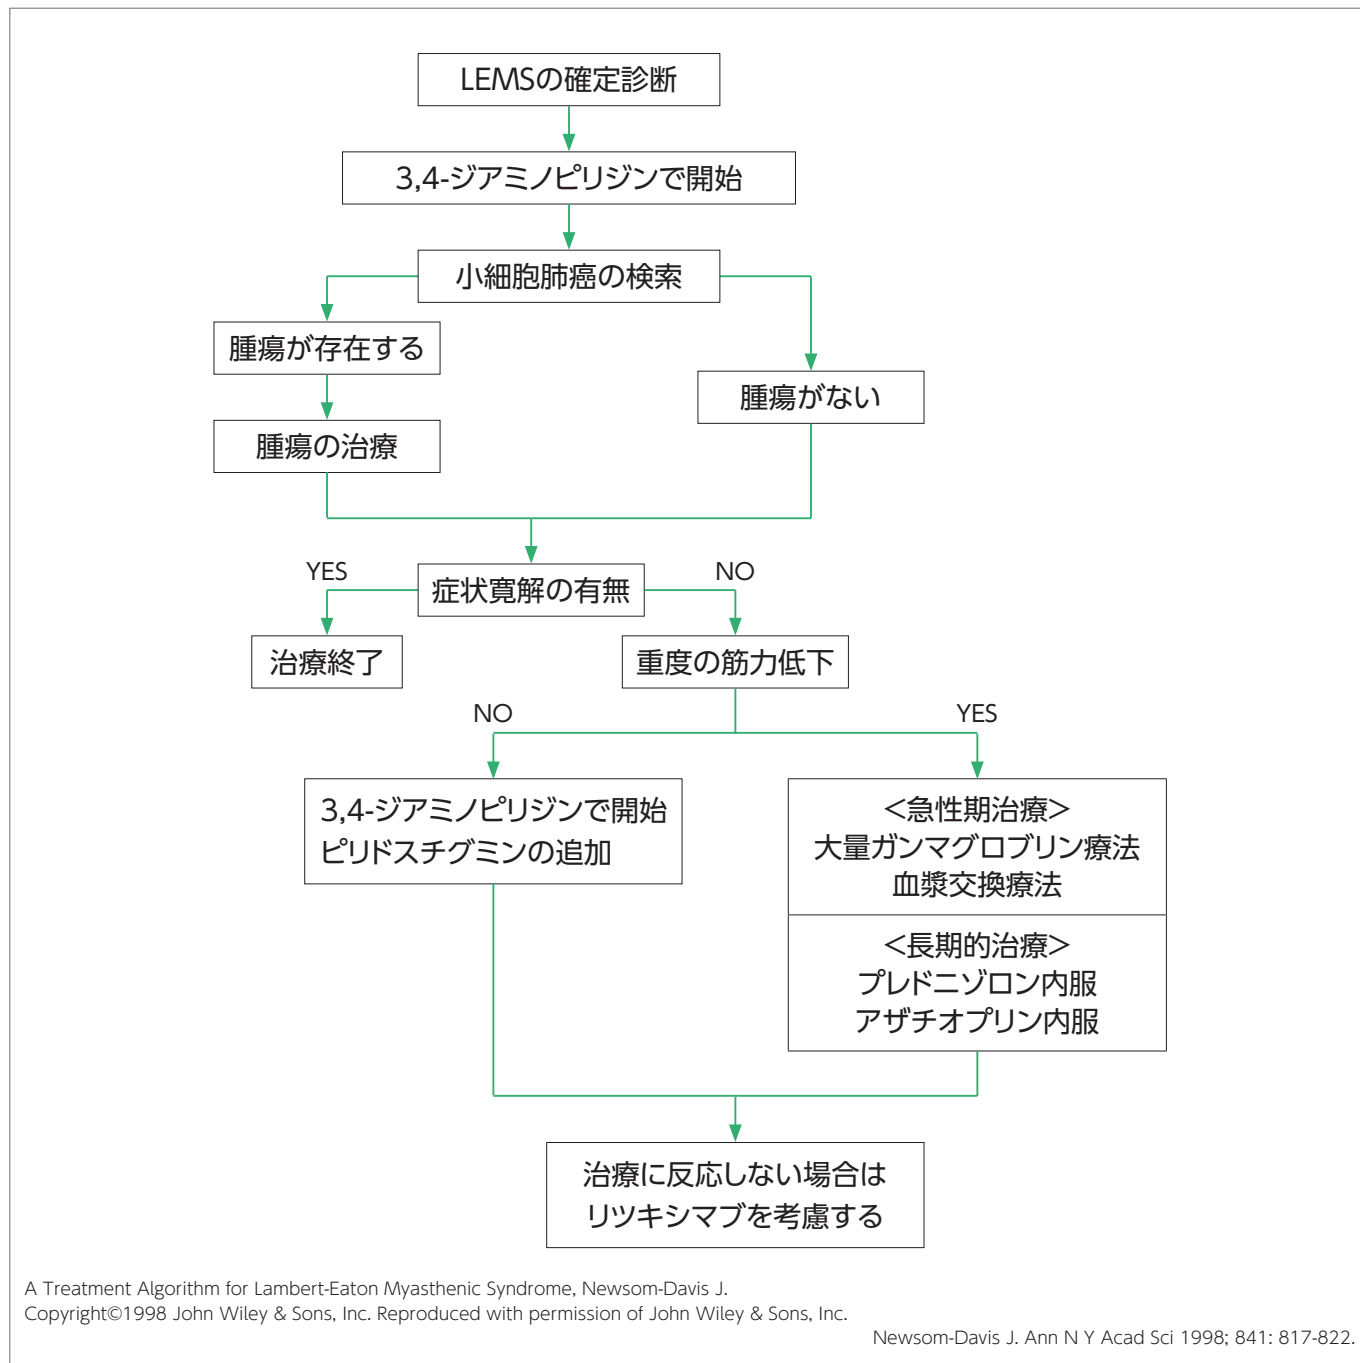 LEMSの確定診断
3,4-ジアミノピリジンで開始
小細胞肺癌の検索
腫瘍が存在する
腫瘍がない
腫瘍の治療
YES
症状寛解の有無
NO
治療終了
重度の筋力低下
NO
YES
3,4-ジアミノピリジンで開始
ピリドスチグミンの追加
<急性期治療>
大量ガンマグロブリン療法
血漿交換療法
<長期的治療>
プレドニゾロン内服
アザチオプリン内服
治療に反応しない場合は
リツキシマブを考慮する
A Treatment Algorithm for Lambert-Eaton Myasthenic Syndrome, Newsom-Davis J.
Copyright©1998 John Wiley & Sons, Inc. Reproduced with permission of John Wiley & Sons, Inc.
Newsom-Davis J. Ann N Y Acad Sci 1998; 841: 817-822.